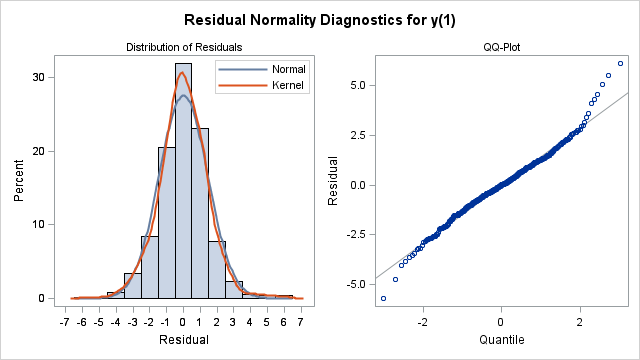 Residual Normality Diagnostics for y(1)
Distribution of Residuals
Percent
30
20
10
0
Normal
Kernel
-7 -6 -5 -4 -3 -2 -1 0 1 2 3 4 5 6 7
Residual
QQ-Plot
Residual
5.0
2.5
0.0
-2.5
-5.0
-2 0 2
Quantile